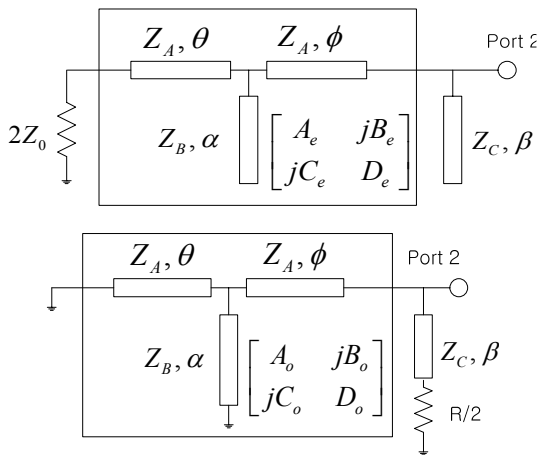 Z_A, θ
Z_A, ϕ
Port 2
2Z_0
Z_B, α
[A_e jB_e
jC_e D_e]
Z_C, β
Z_A, θ
Z_A, ϕ
Port 2
Z_B, α
[A_o jB_o
jC_o D_o]
Z_C, β
R/2